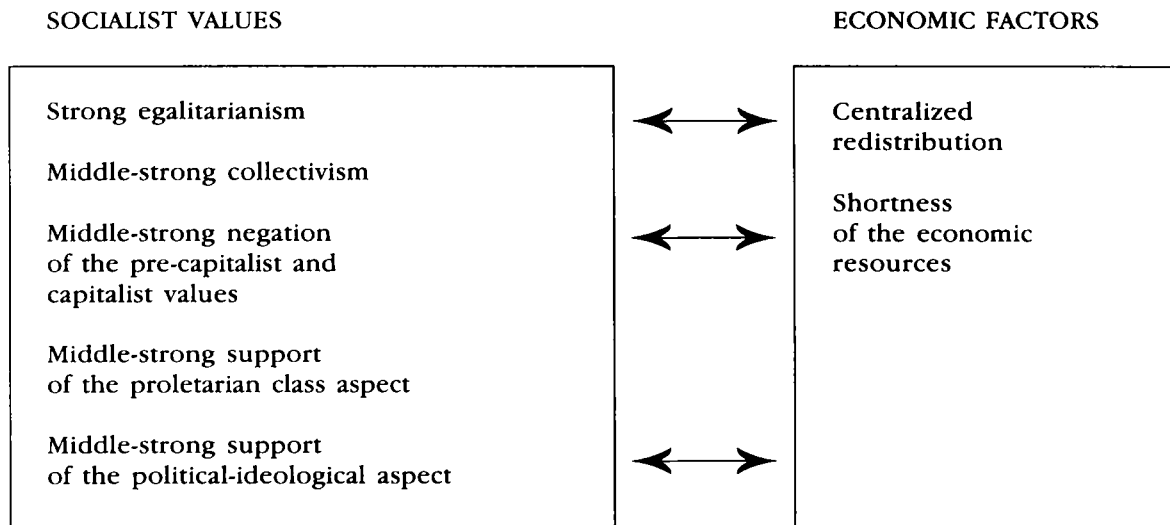 SOCIALIST VALUES
Strong egalitarianism
Middle-strong collectivism
Middle-strong negation
of the pre-capitalist and
capitalist values
Middle-strong support
of the proletarian class aspect
Middle-strong support
of the political-ideological aspect
ECONOMIC FACTORS
Centralized
redistribution
Shortness
of the economic
resources